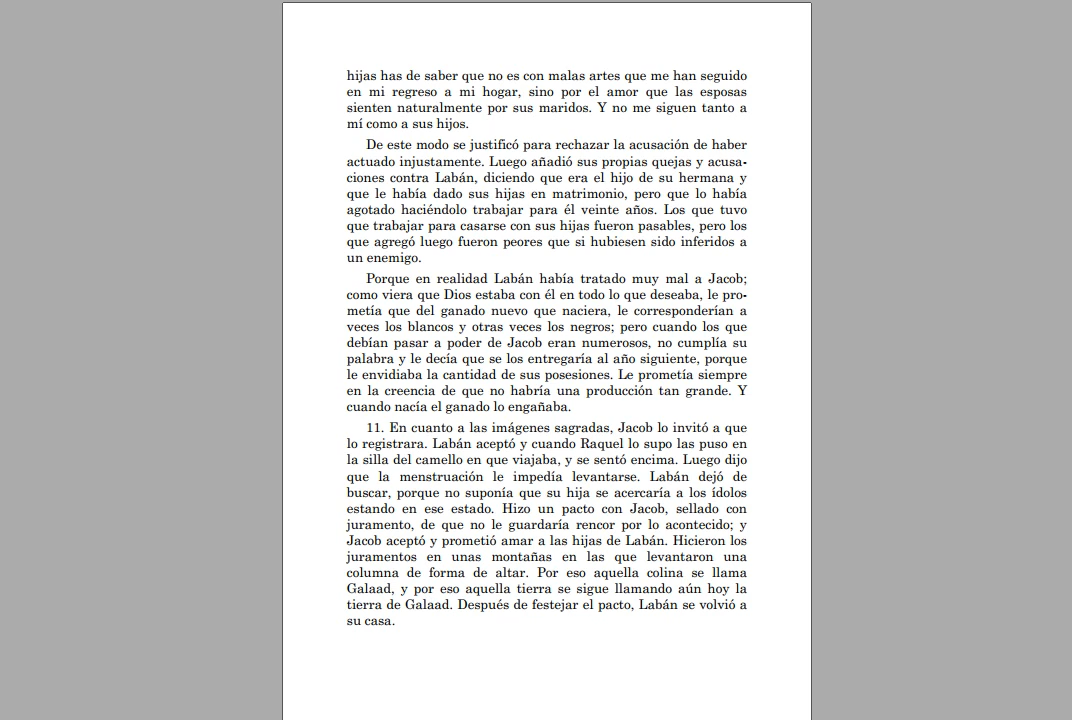 hijas has de saber que no es con malas artes que me han seguido
en mi regreso a mi hogar, sino por el amor que las esposas
sienten naturalmente por sus maridos. Y no me siguen tanto a
mí como a sus hijos.
De este modo se justificó para rechazar la acusación de haber
actuado injustamente. Luego añadió sus propias quejas y acusa-
ciones contra Labán, diciendo que era el hijo de su hermana y
que le había dado sus hijas en matrimonio, pero que lo había
agotado haciéndolo trabajar para él veinte años. Los que tuvo
que trabajar para casarse con sus hijas fueron pasables, pero los
que agregó luego fueron peores que si hubiesen sido inferidos a
un enemigo.
Porque en realidad Labán había tratado muy mal a Jacob;
como viera que Dios estaba con él en todo lo que deseaba, le pro-
metía que del ganado nuevo que naciera, le corresponderían a
veces los blancos y otras veces los negros; pero cuando los que
debían pasar a poder de Jacob eran numerosos, no cumplía su
palabra y le decía que se los entregaría al año siguiente, porque
le envidiaba la cantidad de sus posesiones. Le prometía siempre
en la creencia de que no habría una producción tan grande. Y
cuando nacía el ganado lo engañaba.
11. En cuanto a las imágenes sagradas, Jacob lo invitó a que
lo registrara. Labán aceptó y cuando Raquel lo supo las puso en
la silla del camello en que viajaba, y se sentó encima. Luego dijo
que la menstruación le impedía levantarse. Labán dejó de
buscar, porque no suponía que su hija se acercaría a los ídolos
estando en ese estado. Hizo un pacto con Jacob, sellado con
juramento, de que no le guardaría rencor por lo acontecido; y
Jacob aceptó y prometió amar a las hijas de Labán. Hicieron los
juramentos en unas montañas en las que levantaron una
columna de forma de altar. Por eso aquella colina se llama
Galaad, y por eso aquella tierra se sigue llamando aún hoy la
tierra de Galaad. Después de festejar el pacto, Labán se volvió a
su casa.